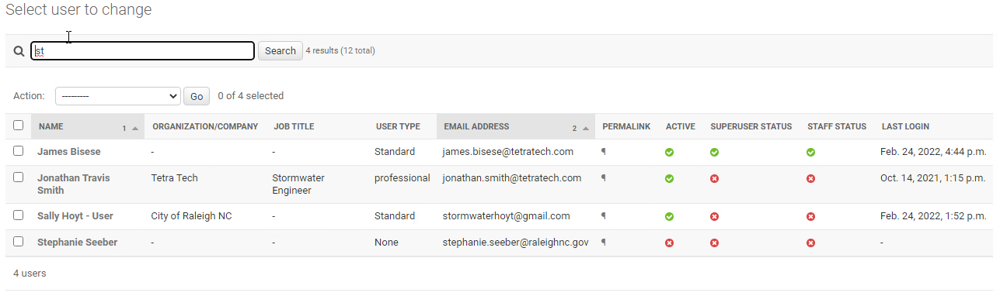 Select user to change
st Search 4 results (12 total)
Action: --------- Go 0 of 4 selected
NAME 1 ORGANIZATION/COMPANY JOB TITLE USER TYPE EMAIL ADDRESS 2 PERMALINK ACTIVE SUPERUSER STATUS STAFF STATUS LAST LOGIN
James Bisese - - Standard james.bisese@tetratech.com ¶ Feb. 24, 2022, 4:44 p.m.
Jonathan Travis Tetra Tech Stormwater professional jonathan.smith@tetratech.com ¶ Oct. 14, 2021, 1:15 p.m.
Smith Engineer
Sally Hoyt - User City of Raleigh NC - Standard stormwaterhoyt@gmail.com ¶ Feb. 24, 2022, 1:52 p.m.
Stephanie Seeber - - None stephanie.seeber@raleighnc.gov ¶ -
4 users